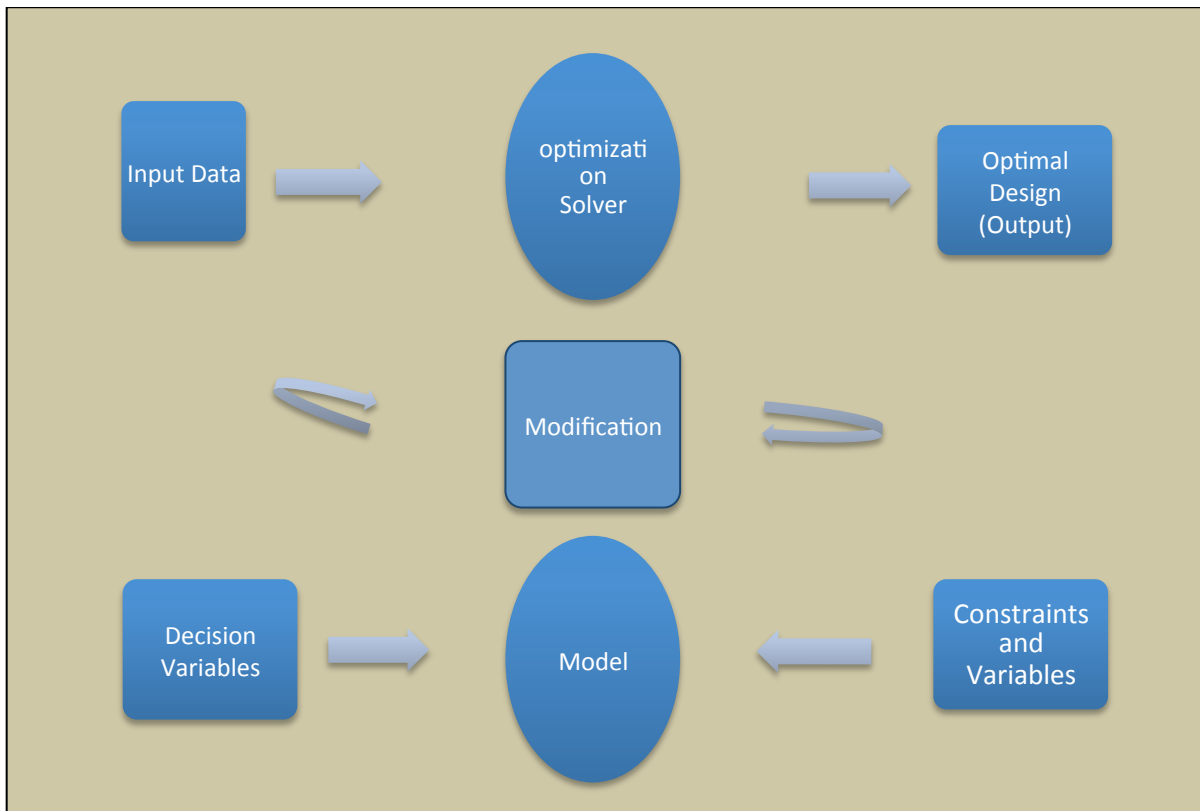 Input Data
optimizati
on
Solver
Optimal
Design
(Output)
Modification
Decision
Variables
Model
Constraints
and
Variables